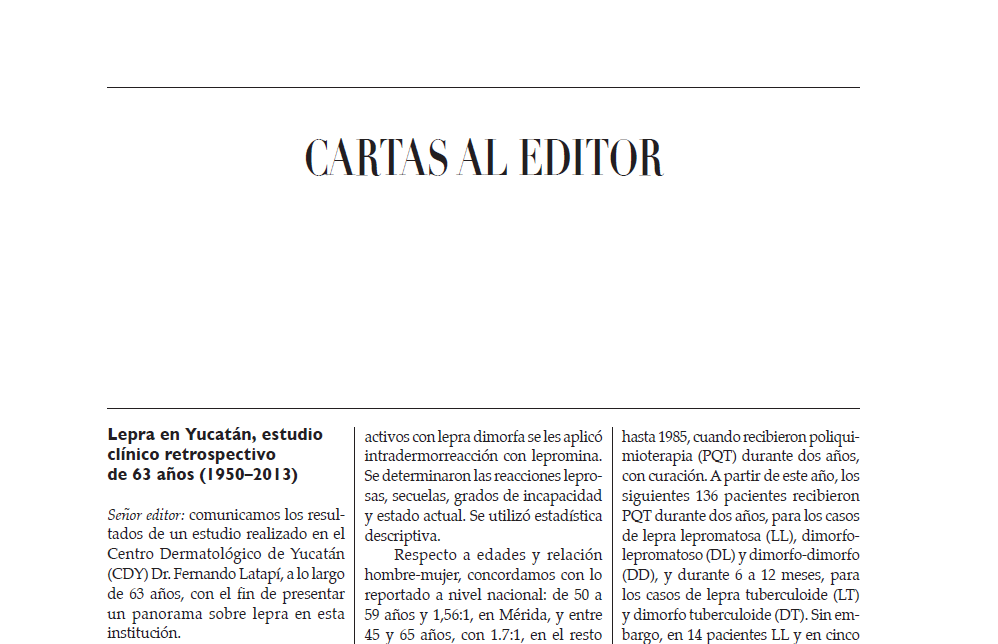 CARTAS AL EDITOR
Lepra en Yucatán, estudio
clínico retrospectivo
de 63 años (1950–2013)
Señor editor: comunicamos los resul-
tados de un estudio realizado en el
Centro Dermatológico de Yucatán
(CDY) Dr. Fernando Latapí, a lo largo
de 63 años, con el fin de presentar
un panorama sobre lepra en esta
institución.
activos con lepra dimorfa se les aplicó
intradermorreacción con lepromina.
Se determinaron las reacciones lepro-
sas, secuelas, grados de incapacidad
y estado actual. Se utilizó estadística
descriptiva.
Respecto a edades y relación
hombre-mujer, concordamos con lo
reportado a nivel nacional: de 50 a
59 años y 1,56:1, en Mérida, y entre
45 y 65 años, con 1.7:1, en el resto
hasta 1985, cuando recibieron poliqui-
mioterapia (PQT) durante dos años,
con curación. A partir de este año, los
siguientes 136 pacientes recibieron
PQT durante dos años, para los casos
de lepra lepromatosa (LL), dimorfo-
lepromatoso (DL) y dimorfo-dimorfo
(DD), y durante 6 a 12 meses, para
los casos de lepra tuberculoide (LT)
y dimorfo tuberculoide (DT). Sin em-
bargo, en 14 pacientes LL y en cinco